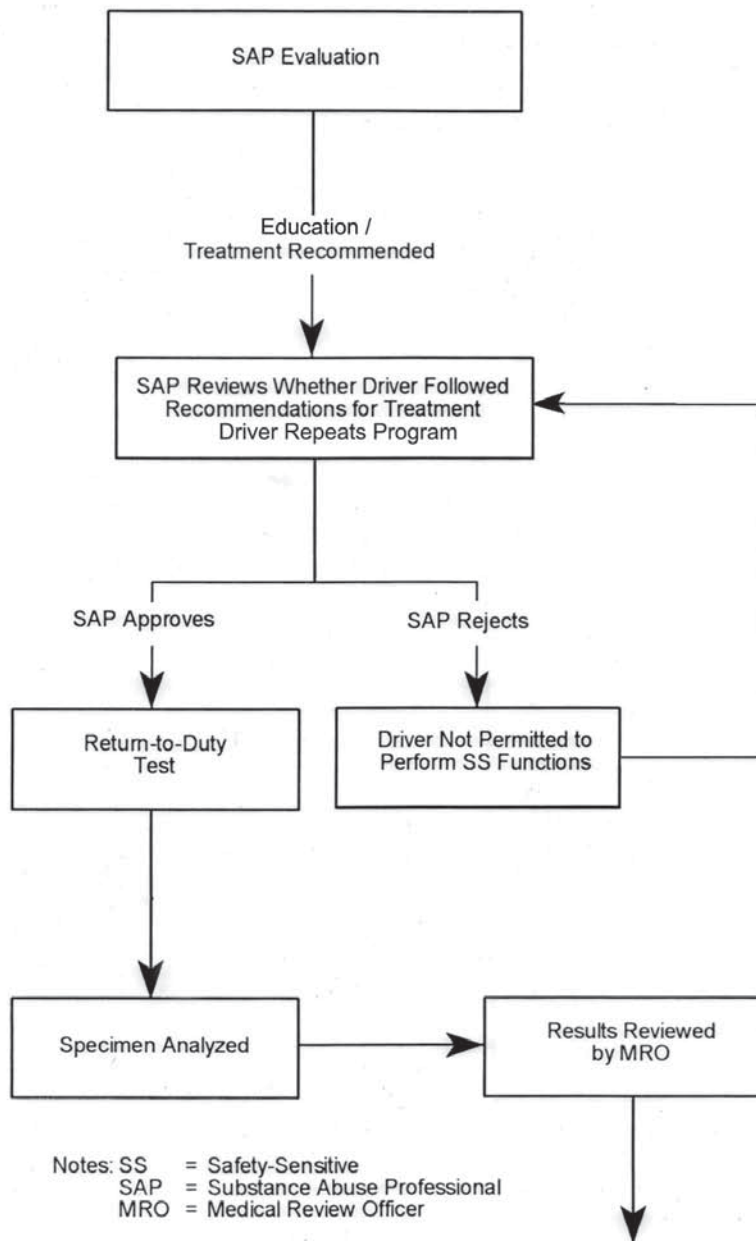 SAP Evaluation
Education /
Treatment Recommended
SAP Reviews Whether Driver Followed
Recommendations for Treatment
Driver Repeats Program
SAP Approves
SAP Rejects
Return-to-Duty
Test
Driver Not Permitted to
Perform SS Functions
Specimen Analyzed
Results Reviewed
by MRO
Notes: SS = Safety-Sensitive
SAP = Substance Abuse Professional
MRO = Medical Review Officer